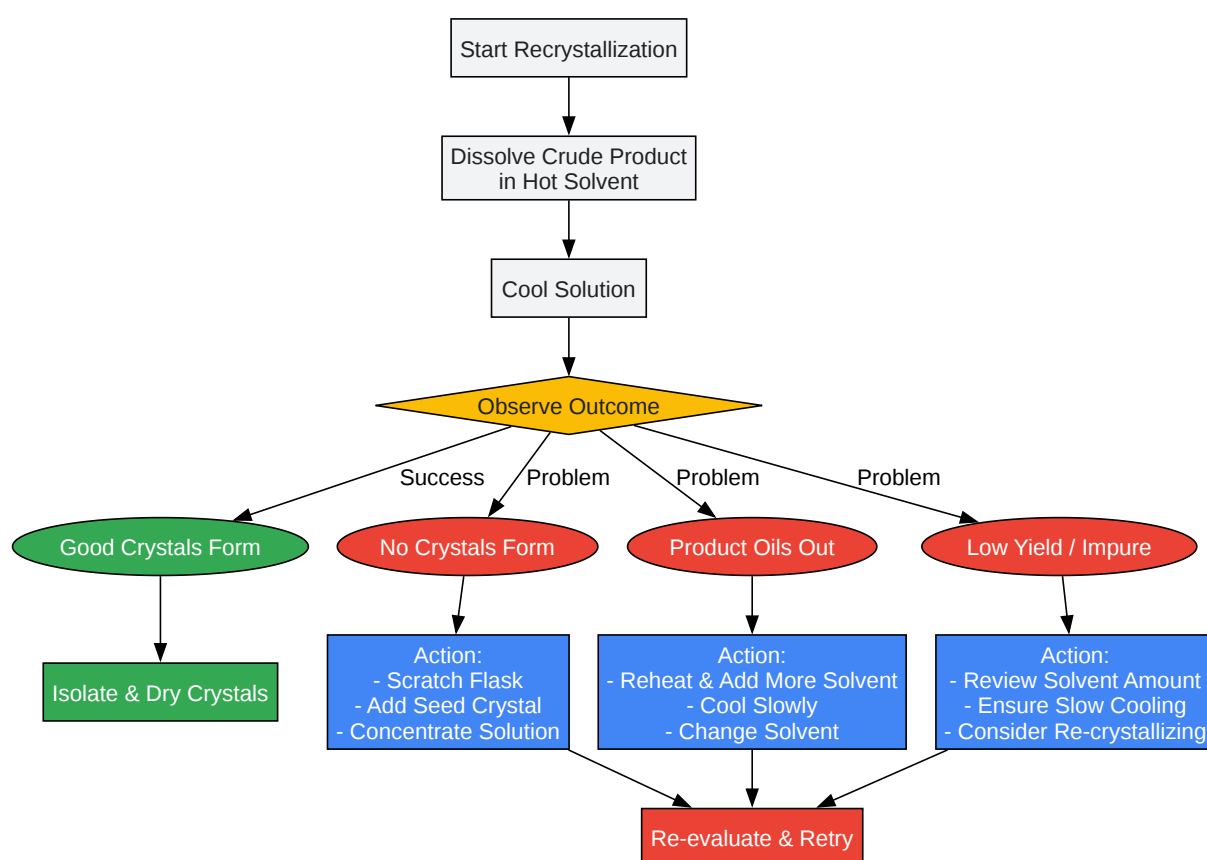 Start Recrystallization
Dissolve Crude Product
in Hot Solvent
Cool Solution
Observe Outcome
Success
Problem
Problem
Problem
Good Crystals Form
No Crystals Form
Product Oils Out
Low Yield / Impure
Isolate & Dry Crystals
Action:
- Scratch Flask
- Add Seed Crystal
- Concentrate Solution
Action:
- Reheat & Add More Solvent
- Cool Slowly
- Change Solvent
Action:
- Review Solvent Amount
- Ensure Slow Cooling
- Consider Re-crystallizing
Re-evaluate & Retry